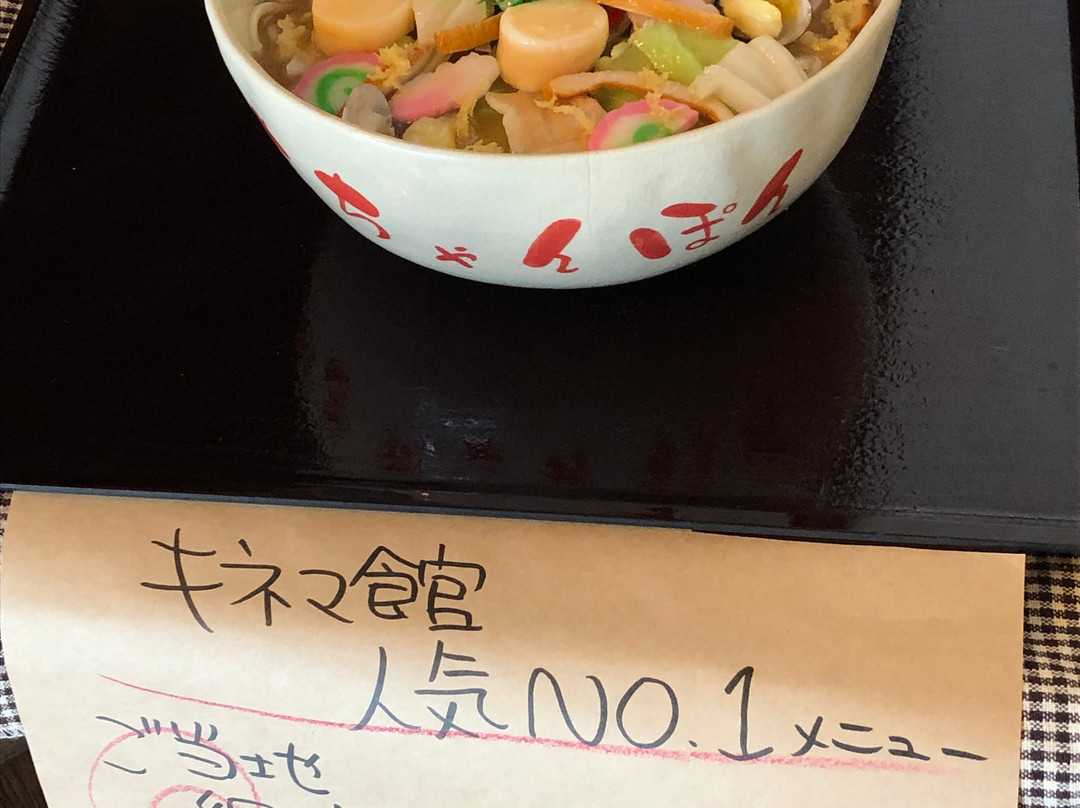 ちゃんぽん
キネマ館
人気NO.1メニュー
ご当地